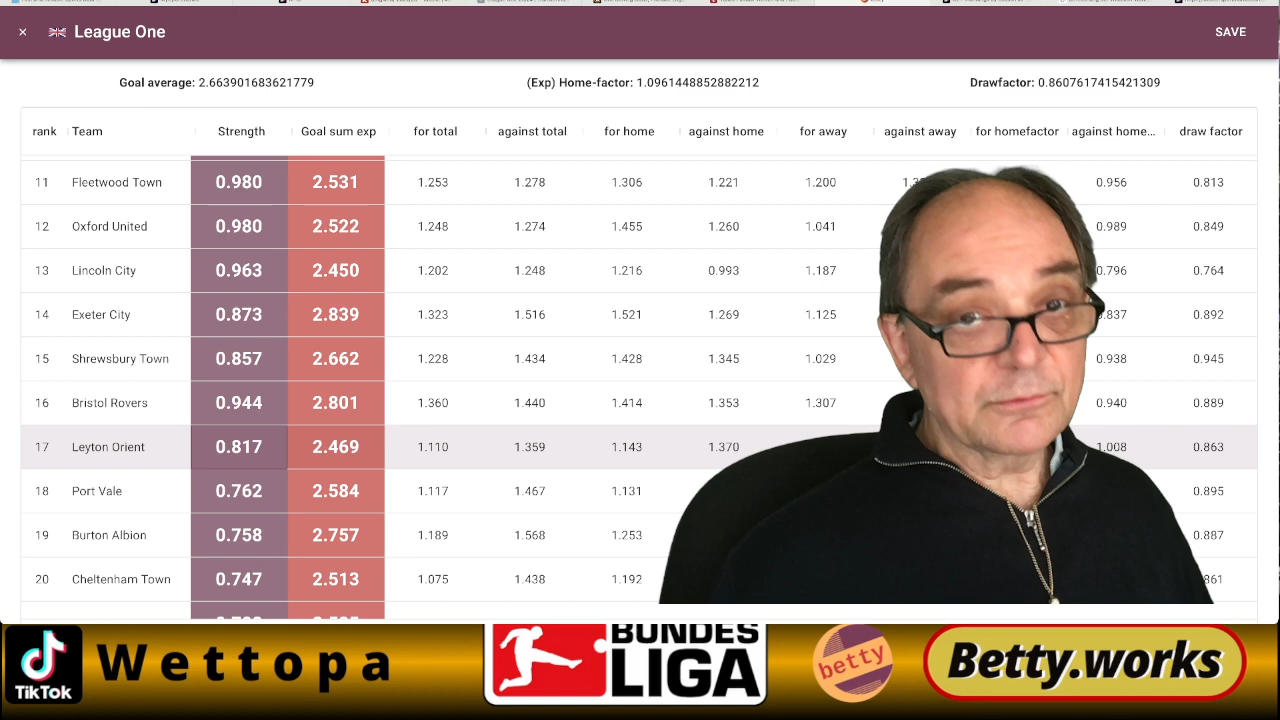 × League One SAVE
Goal average: 2.663901683621779 (Exp) Home-factor: 1.0961448852882212 Drawfactor: 0.8607617415421309
rank Team Strength Goal sum exp for total against total for home against home for away against away for homefactor against home... draw factor
11 Fleetwood Town 0.980 2.531 1.253 1.278 1.306 1.221 1.200 0.956 0.813
12 Oxford United 0.980 2.522 1.248 1.274 1.455 1.260 1.041 0.989 0.849
13 Lincoln City 0.963 2.450 1.202 1.248 1.216 0.993 1.187 0.796 0.764
14 Exeter City 0.873 2.839 1.323 1.516 1.521 1.269 1.125 0.892
15 Shrewsbury Town 0.857 2.662 1.228 1.434 1.428 1.345 1.029 0.938 0.945
16 Bristol Rovers 0.944 2.801 1.360 1.440 1.414 1.353 1.307 0.940 0.889
17 Leyton Orient 0.817 2.469 1.110 1.359 1.143 1.370 1.008 0.863
18 Port Vale 0.762 2.584 1.117 1.467 1.131 0.895
19 Burton Albion 0.758 2.757 1.189 1.568 1.253 0.887
20 Cheltenham Town 0.747 2.513 1.075 1.438 1.192
TikTok
Wettopa
BUNDES
LIGA
betty
Betty.works